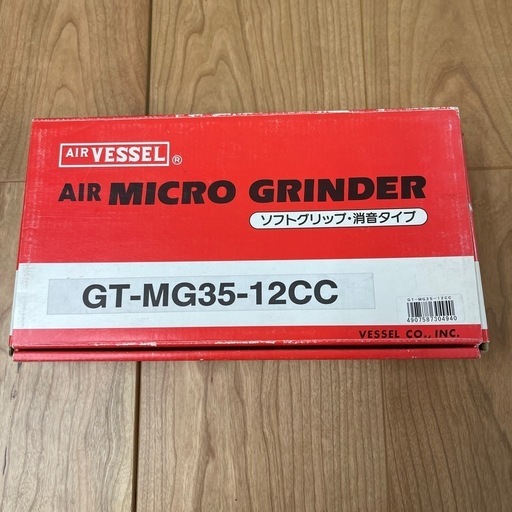 AIR VESSEL ®
AIR MICRO GRINDER
ソフトグリップ・消音タイプ
GT-MG35-12CC
GT-MG35-12CC
4907587304940
VESSEL CO., INC.